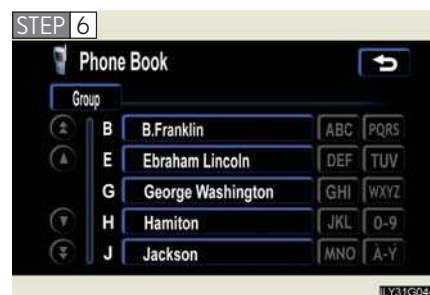 STEP 6
Phone Book
Group
B B.Franklin ABC PQRS
E Ebraham Lincoln DEF TUV
G George Washington GHI WXYZ
H Hamiton JKL 0-9
J Jackson MNO À-Ý
ILY31G04